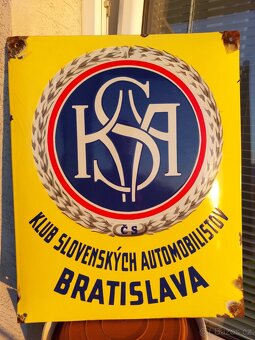 KSA
ČS
KLUB SLOVENSKÝCH AUTOMOBILISTOV
BRATISLAVA